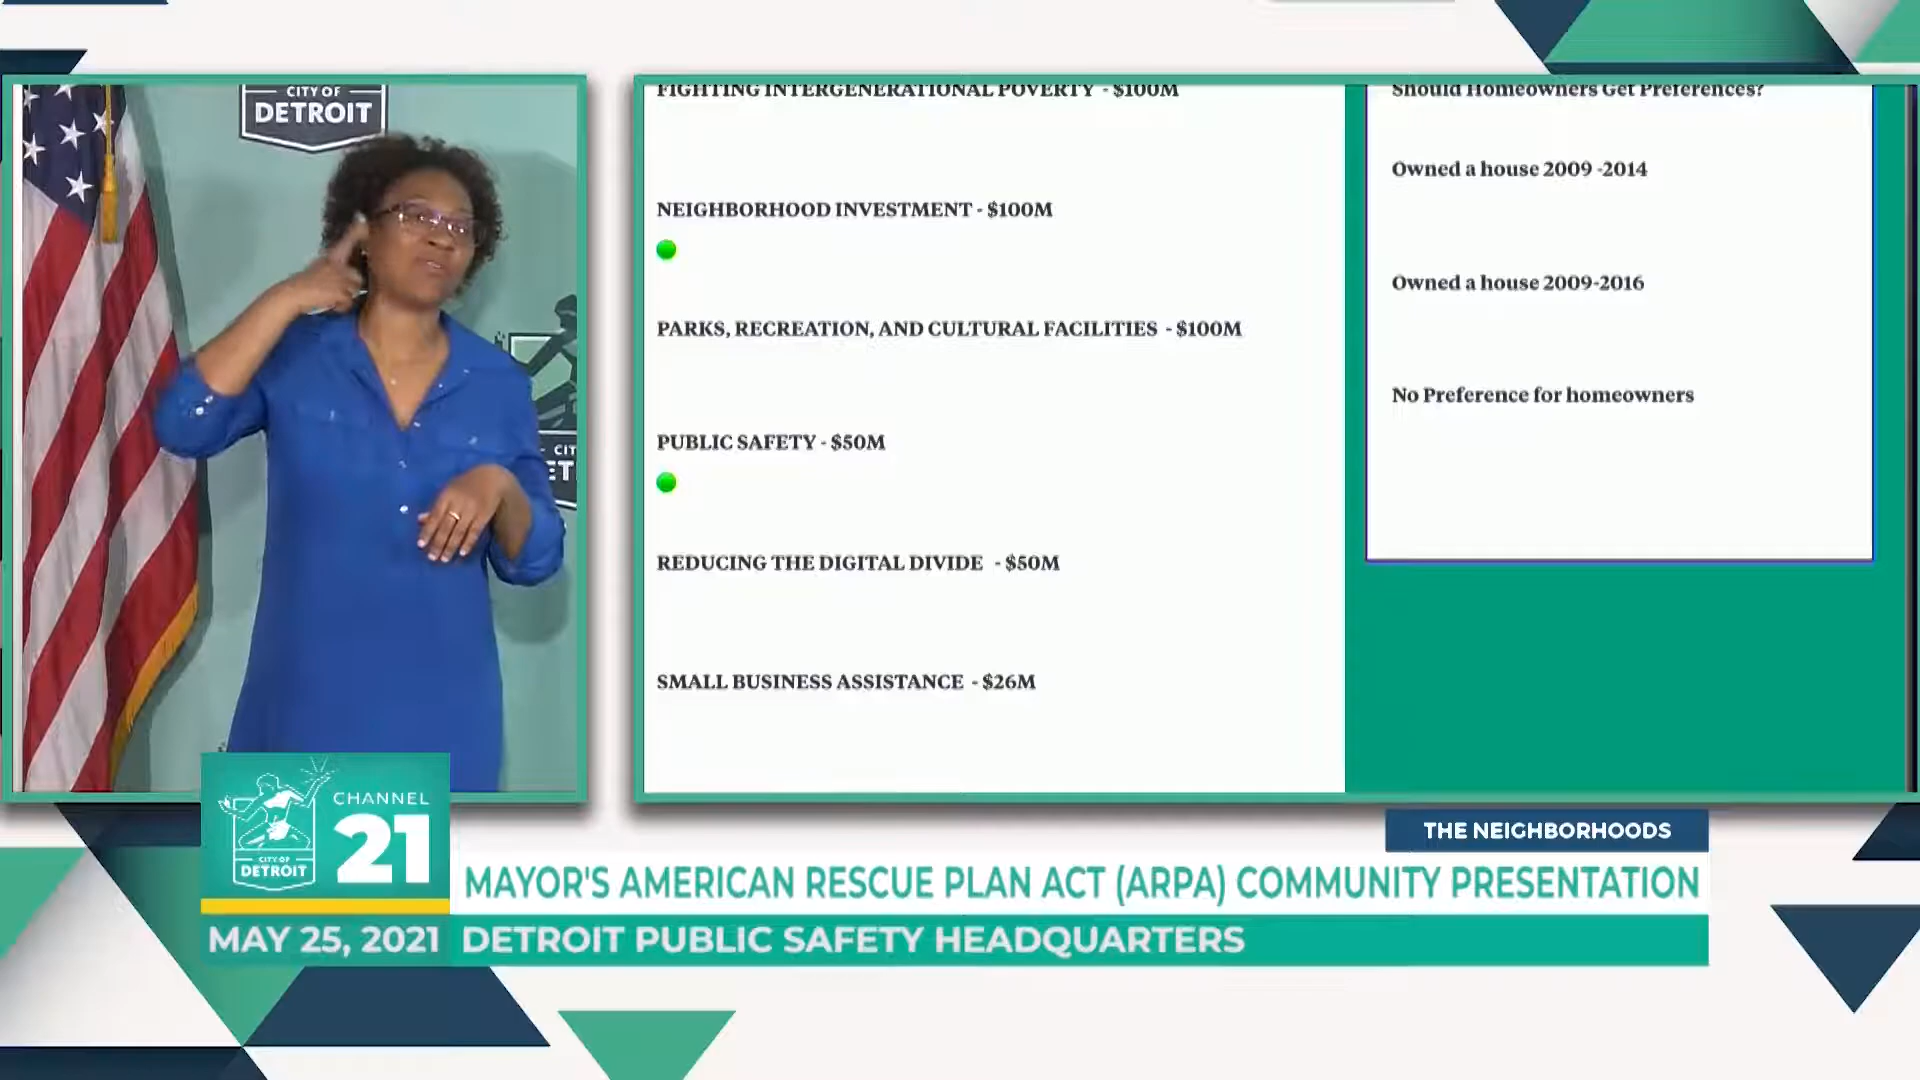 CITY OF
DETROIT
CIT
ET
FIGHTING INTERGENERATIONAL POVERTY - $100M
NEIGHBORHOOD INVESTMENT - $100M
PARKS, RECREATION, AND CULTURAL FACILITIES - $100M
PUBLIC SAFETY - $50M
REDUCING THE DIGITAL DIVIDE - $50M
SMALL BUSINESS ASSISTANCE - $26M
Should Homeowners Get Preferences?
Owned a house 2009 -2014
Owned a house 2009-2016
No Preference for homeowners
THE NEIGHBORHOODS
CHANNEL
21
CITY OF
DETROIT
MAYOR'S AMERICAN RESCUE PLAN ACT (ARPA) COMMUNITY PRESENTATION
MAY 25, 2021 DETROIT PUBLIC SAFETY HEADQUARTERS